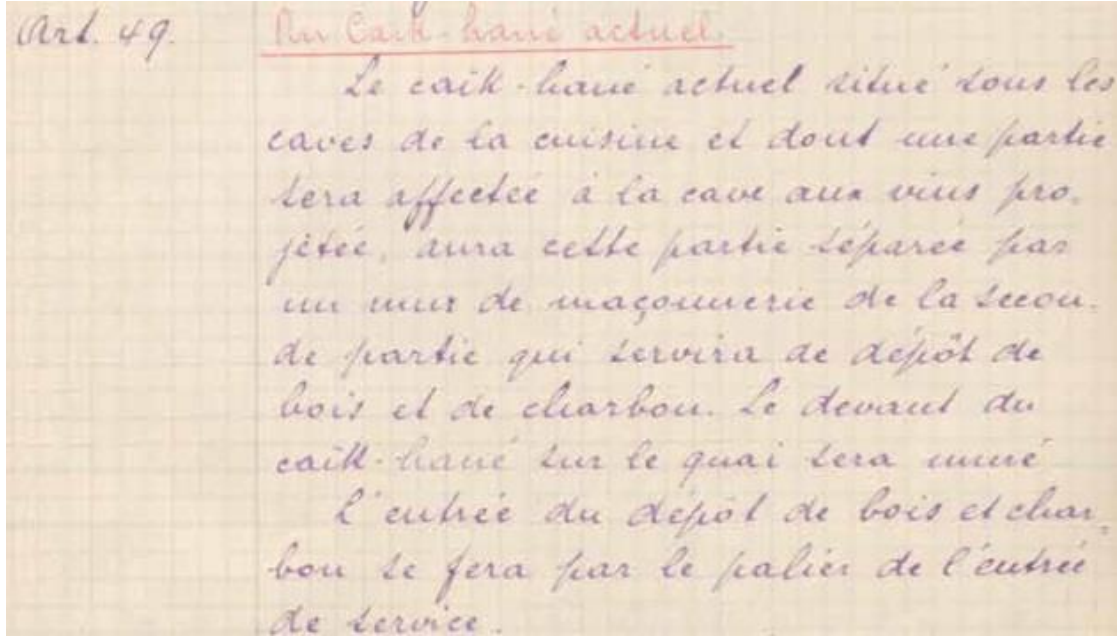 Art. 49. Du Caïk-hané actuel.
Le caïk-hané actuel situé sous les
caves de la cuisine et dont une partie
sera affectée à la cave aux vins pro-
jetée, aura cette partie séparée par
un mur de maçonnerie de la secon-
de partie qui servira de dépôt de
bois et de charbon. Le devant du
caïk-hané sur le quai sera muré
L'entrée du dépôt de bois et char-
bon se fera par le palier de l'entrée
de service.